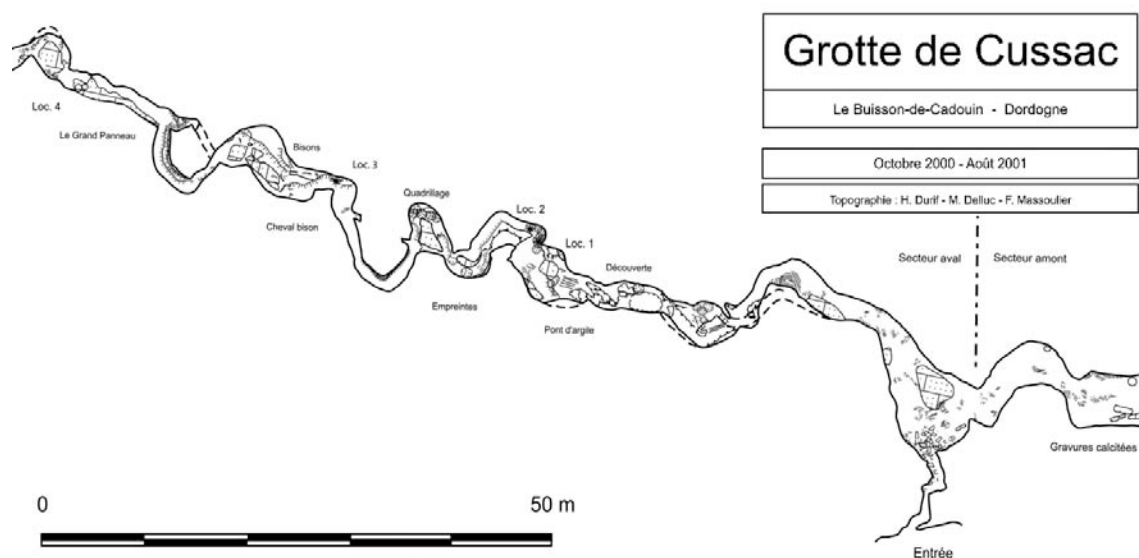 Grotte de Cussac
Le Buisson-de-Cadouin - Dordogne
Octobre 2000 - Août 2001
Topographie : H. Durif - M. Delluc - F. Massoulier
Secteur aval
Secteur amont
Loc. 4
Le Grand Panneau
Bisons
Loc. 3
Cheval bison
Quadrillage
Loc. 2
Loc. 1
Empreintes
Découverte
Pont d'argile
Gravures calcitées
Entrée
0
50 m